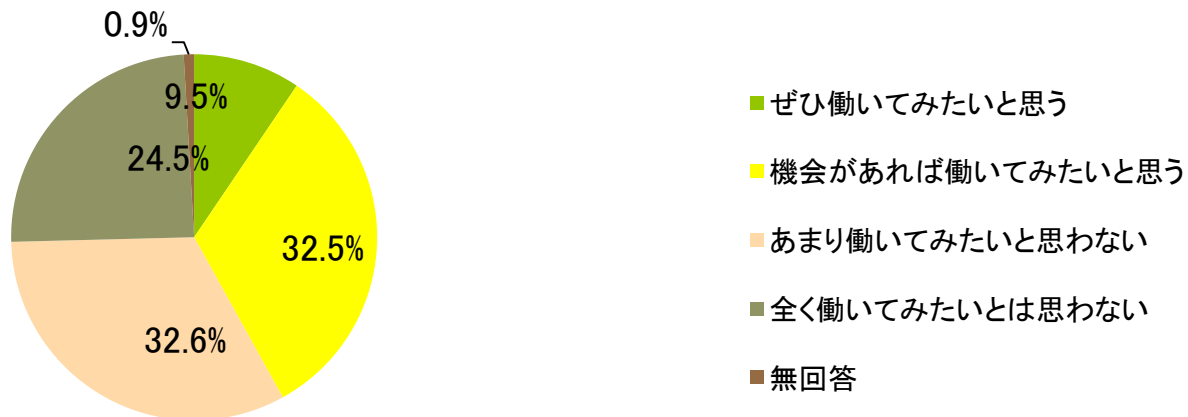 0.9%
9.5%
24.5%
32.5%
32.6%
ぜひ働いてみたいと思う
機会があれば働いてみたいと思う
あまり働いてみたいと思わない
全く働いてみたいとは思わない
無回答